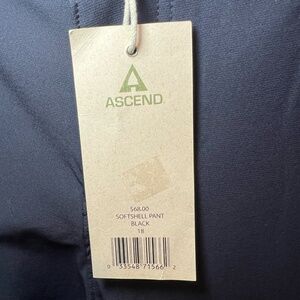 ASCEND
$68.00
SOFTSHELL PANT
BLACK
18
0 33548 71566 2